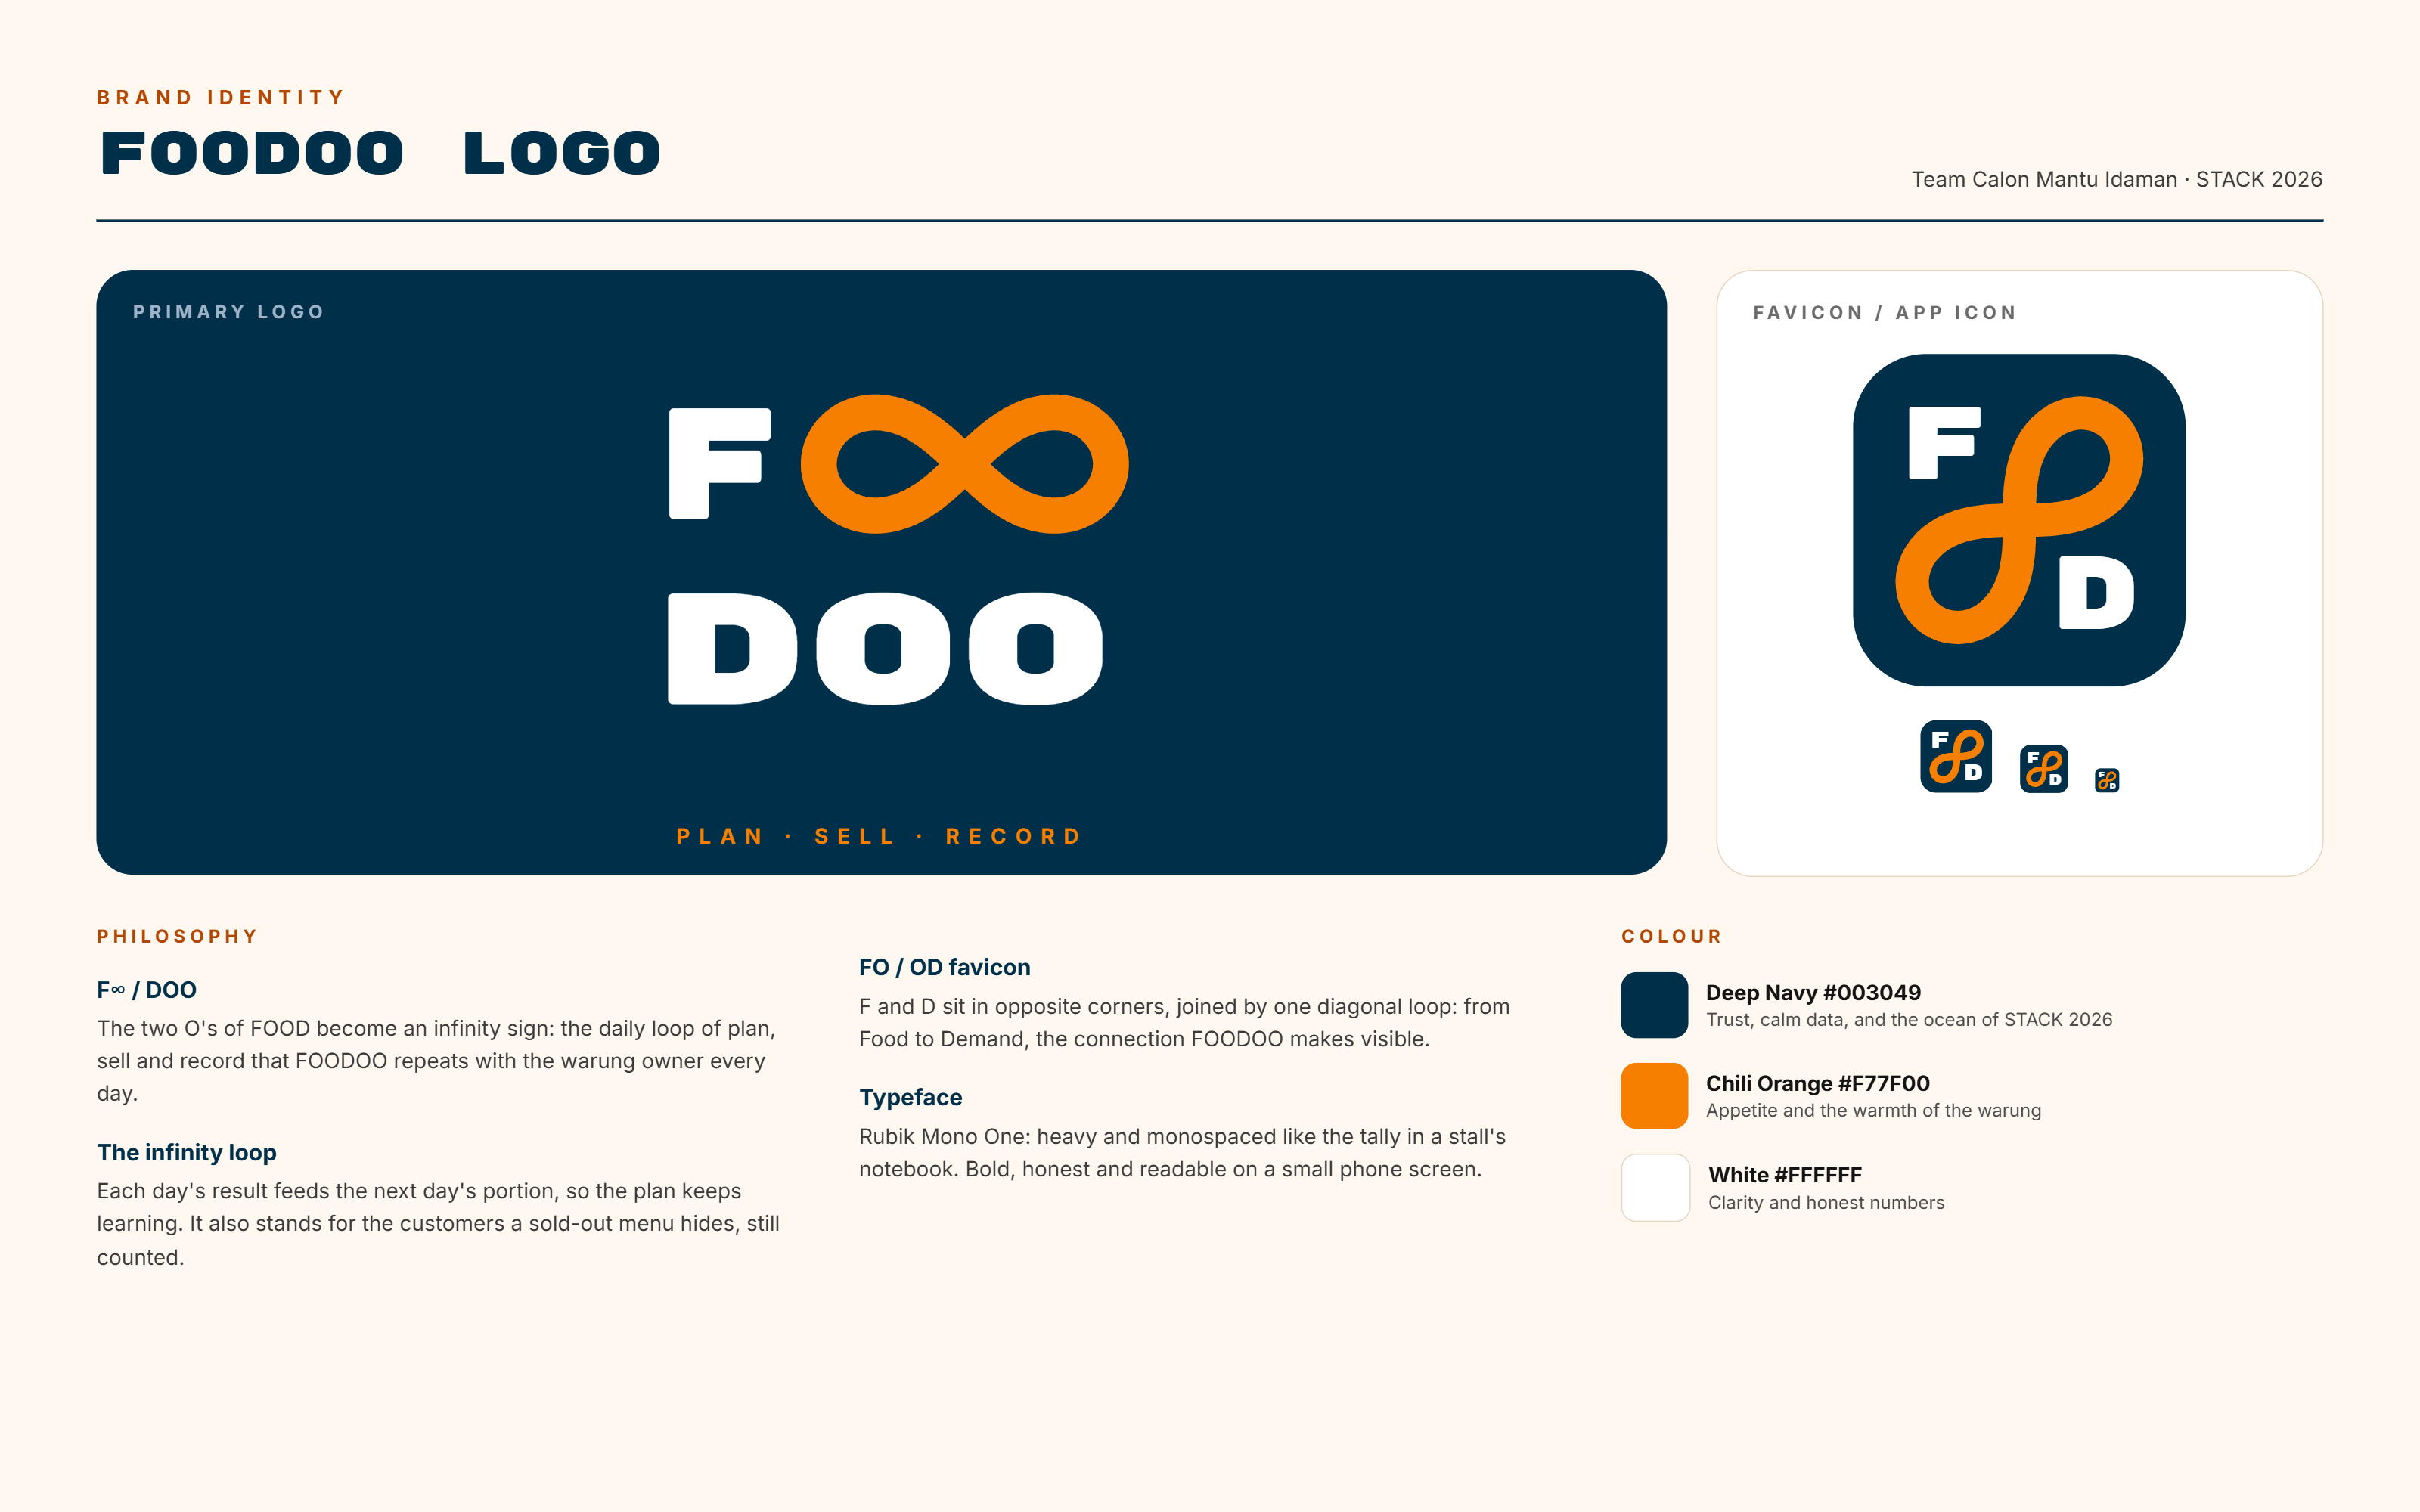 BRAND IDENTITY
FOODOO LOGO
Team Calon Mantu Idaman · STACK 2026
PRIMARY LOGO
F∞
DOO
PLAN · SELL · RECORD
FAVICON / APP ICON
F
D
F
D
F
D
F
D
PHILOSOPHY
F∞ / DOO
The two O's of FOOD become an infinity sign: the daily loop of plan,
sell and record that FOODOO repeats with the warung owner every
day.
The infinity loop
Each day's result feeds the next day's portion, so the plan keeps
learning. It also stands for the customers a sold-out menu hides, still
counted.
FO / OD favicon
F and D sit in opposite corners, joined by one diagonal loop: from
Food to Demand, the connection FOODOO makes visible.
Typeface
Rubik Mono One: heavy and monospaced like the tally in a stall's
notebook. Bold, honest and readable on a small phone screen.
COLOUR
Deep Navy #003049
Trust, calm data, and the ocean of STACK 2026
Chili Orange #F77F00
Appetite and the warmth of the warung
White #FFFFFF
Clarity and honest numbers